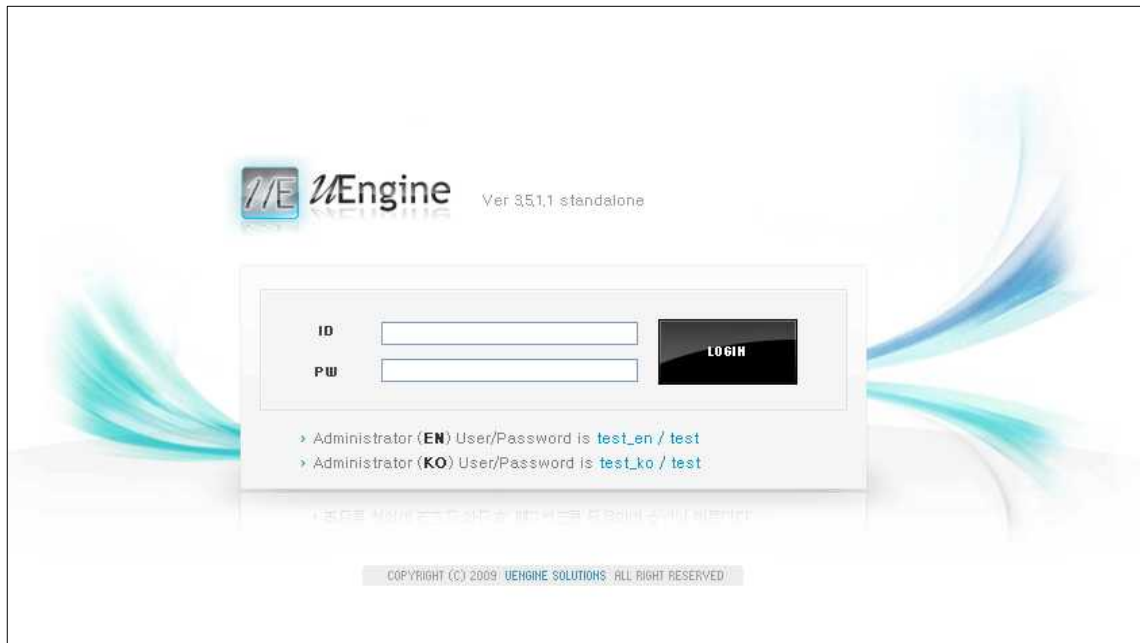 UE UEngine Ver 3.5.1.1 standalone
ID
PW
LOGIN
› Administrator (EN) User/Password is test_en / test
› Administrator (KO) User/Password is test_ko / test
COPYRIGHT (C) 2009 UENGINE SOLUTIONS ALL RIGHT RESERVED